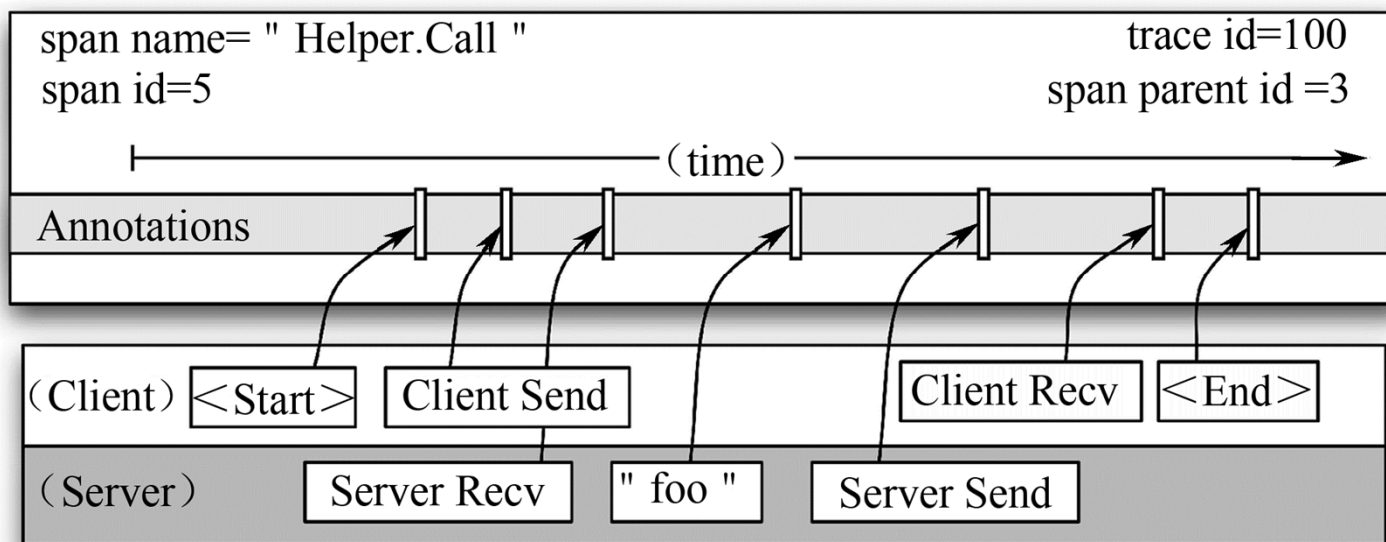 span name= " Helper.Call "
trace id=100
span id=5
span parent id =3
（time）
Annotations
（Client）
＜Start＞
Client Send
Client Recv
＜End＞
（Server）
Server Recv
" foo "
Server Send